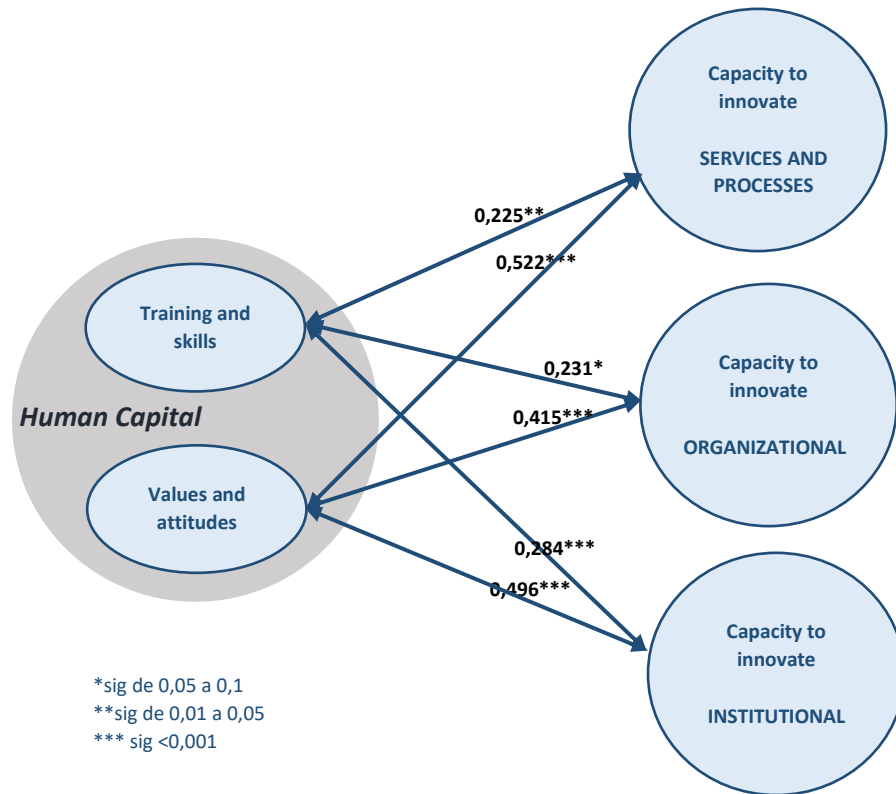 Capacity to
innovate
SERVICES AND
PROCESSES
0,225**
0,522***
Training and
skills
0,231*
Capacity to
innovate
Human Capital
0,415***
ORGANIZATIONAL
Values and
attitudes
0,284***
0,496***
Capacity to
innovate
INSTITUTIONAL
*sig de 0,05 a 0,1
**sig de 0,01 a 0,05
*** sig <0,001